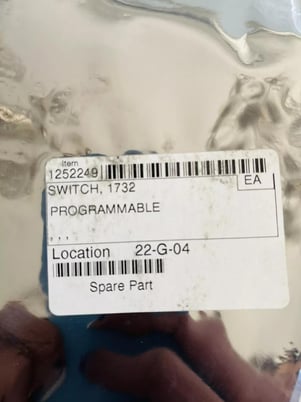 Item
1252249
EA
SWITCH, 1732
PROGRAMMABLE
, , ,
Location 22-G-04
Spare Part